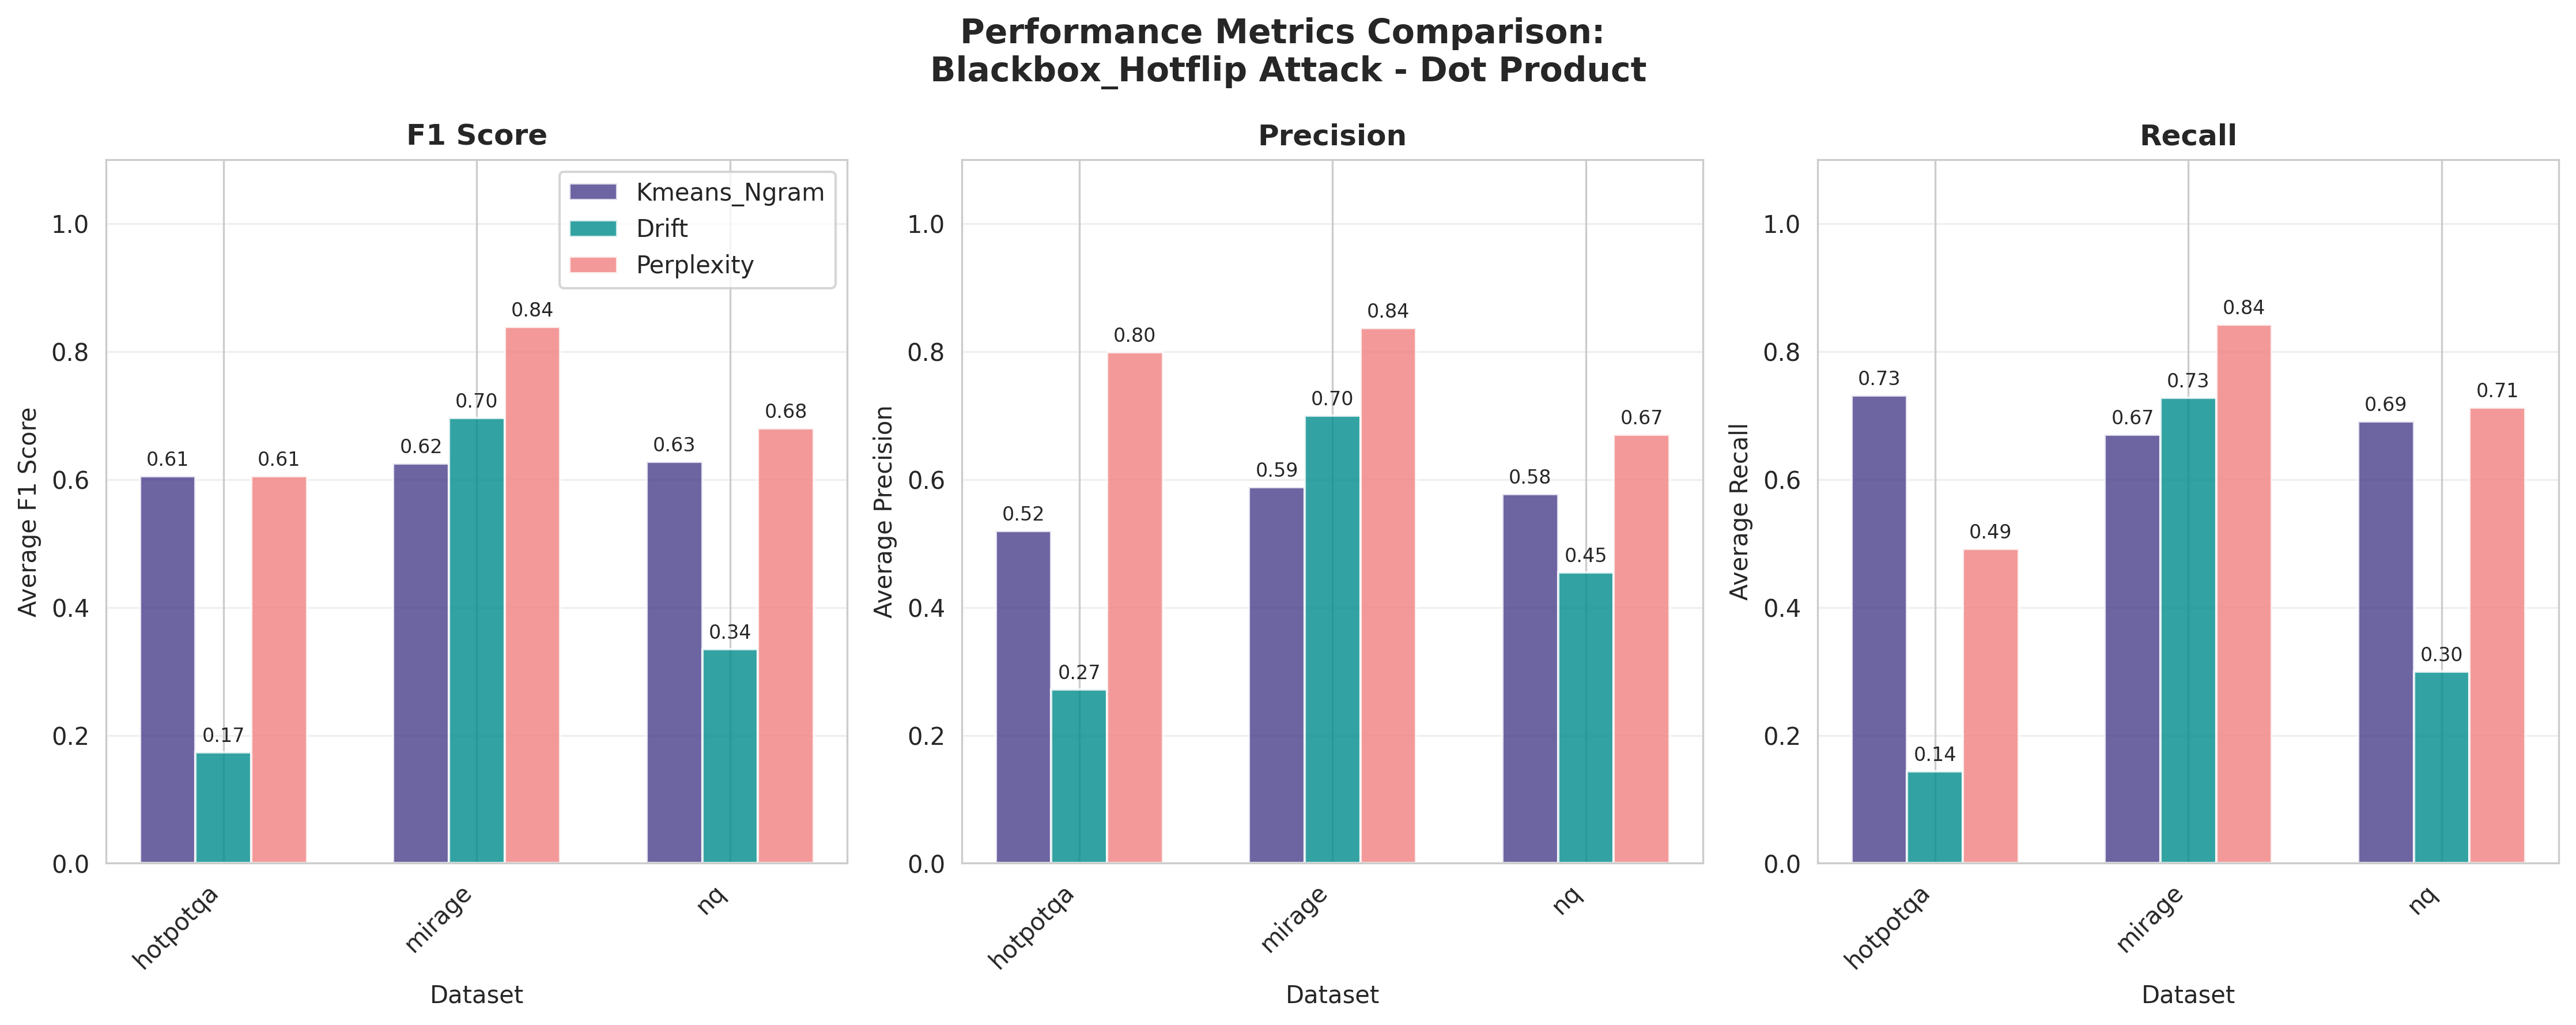 Performance Metrics Comparison:
Blackbox_Hotflip Attack - Dot Product
F1 Score
Average F1 Score
1.0
0.8
0.6
0.4
0.2
0.0
Kmeans_Ngram
Drift
Perplexity
0.61
0.17
0.61
0.62
0.70
0.84
0.63
0.34
0.68
hotpotqa
mirage
nq
Dataset
Precision
Average Precision
1.0
0.8
0.6
0.4
0.2
0.0
0.52
0.27
0.80
0.59
0.70
0.84
0.58
0.45
0.67
hotpotqa
mirage
nq
Dataset
Recall
Average Recall
1.0
0.8
0.6
0.4
0.2
0.0
0.73
0.14
0.49
0.67
0.73
0.84
0.69
0.30
0.71
hotpotqa
mirage
nq
Dataset